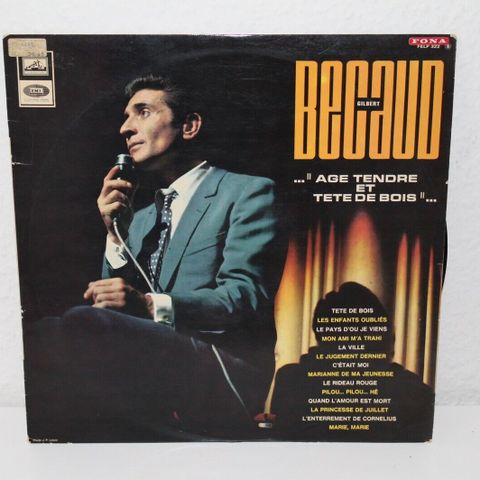 FONA
FELP 322 S
GILBERT
BECAUD
..." AGE TENDRE
ET
TETE DE BOIS "...
EMI
TETE DE BOIS
LES ENFANTS OUBLIÉS
LE PAYS D'OU JE VIENS
MON AMI M'A TRAHI
LA VILLE
LE JUGEMENT DERNIER
C'ÉTAIT MOI
MARIANNE DE MA JEUNESSE
LE RIDEAU ROUGE
PILOU... PILOU... HÉ
QUAND L'AMOUR EST MORT
LA PRINCESSE DE JUILLET
L'ENTERREMENT DE CORNELIUS
MARIE, MARIE